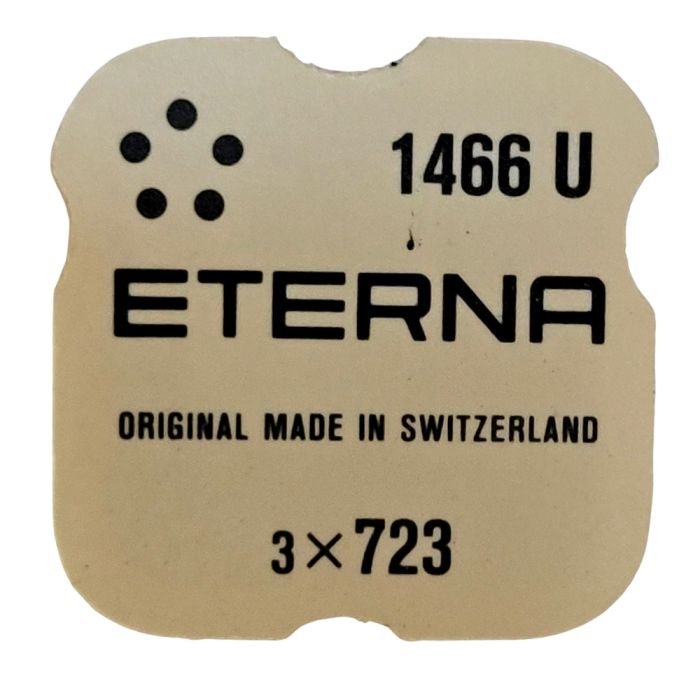 1466 U
ETERNA
ORIGINAL MADE IN SWITZERLAND
3×723